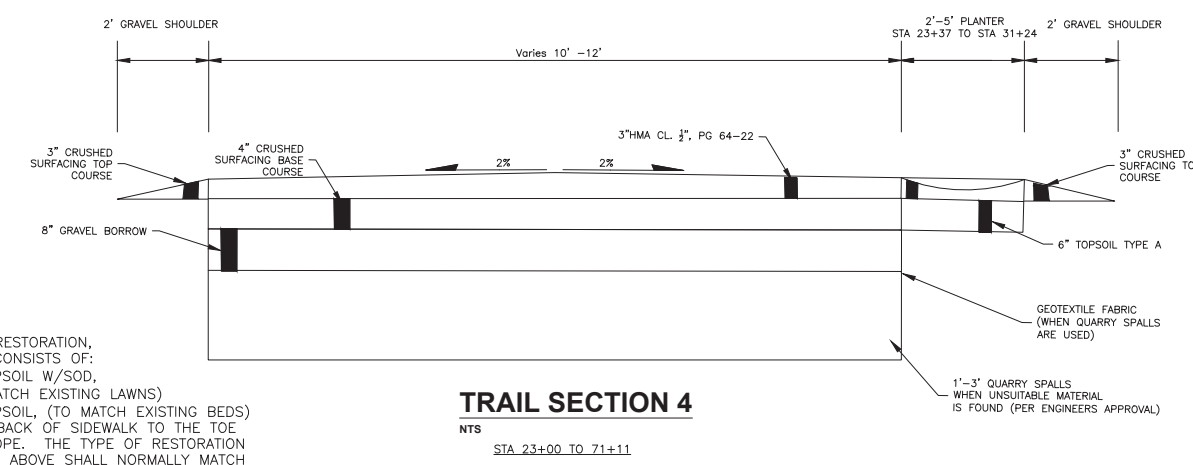 2' GRAVEL SHOULDER
2'-5' PLANTER
STA 23+37 TO STA 31+24
2' GRAVEL SHOULDER
Varies 10' -12'
3" CRUSHED
SURFACING TOP
COURSE
4" CRUSHED
SURFACING BASE
COURSE
2%
2%
3"HMA CL. ½", PG 64-22
3" CRUSHED
SURFACING TO
COURSE
8" GRAVEL BORROW
6" TOPSOIL TYPE A
GEOTEXTILE FABRIC
(WHEN QUARRY SPALLS
ARE USED)
1'-3' QUARRY SPALLS
WHEN UNSUITABLE MATERIAL
IS FOUND (PER ENGINEERS APPROVAL)
RESTORATION,
CONSISTS OF:
PSOIL W/SOD,
ATCH EXISTING LAWNS)
PSOIL, (TO MATCH EXISTING BEDS)
BACK OF SIDEWALK TO THE TOE
OPE. THE TYPE OF RESTORATION
ABOVE SHALL NORMALLY MATCH
TRAIL SECTION 4
NTS
STA 23+00 TO 71+11